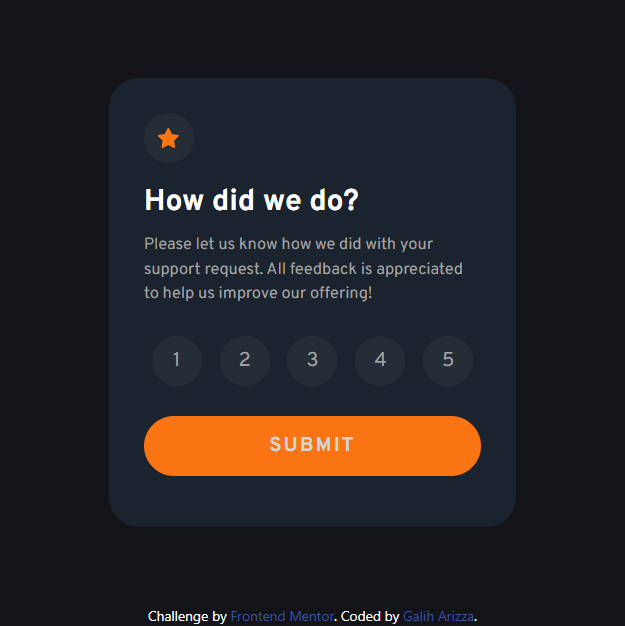 How did we do?
Please let us know how we did with your
support request. All feedback is appreciated
to help us improve our offering!
1 2 3 4 5
SUBMIT
Challenge by Frontend Mentor. Coded by Galih Arizza.